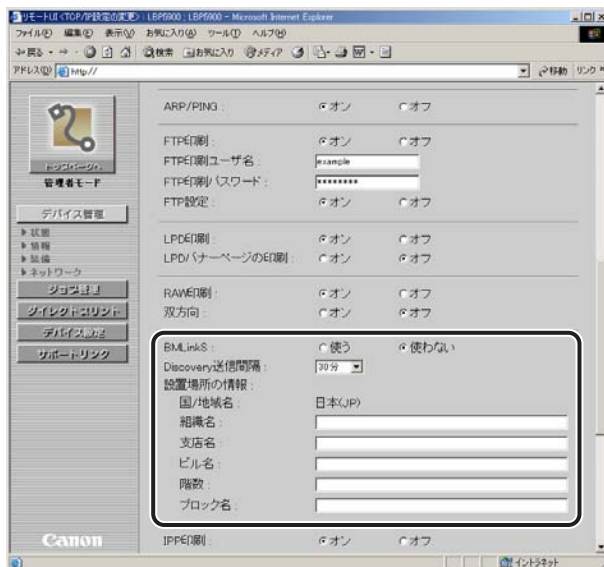 リモートUI <TOP/IP設定の変更> : LBP5900 ; LBP5900 - Microsoft Internet Explorer
ファイル(F) 編集(E) 表示(V) お気に入り(A) ツール(T) ヘルプ(H)
戻る 検索 お気に入り メディア
アドレス(D) http:// 移動 リンク
トップページへ
管理者モード
デバイス管理
状態
情報
装備
ネットワーク
ジョブ管理
ダイレクトプリント
デバイス設定
サポートリンク
Canon
ARP/PING : オン オフ
FTP印刷 : オン オフ
FTP印刷ユーザ名 : example
FTP印刷パスワード : ********
FTP設定 : オン オフ
LPD印刷 : オン オフ
LPDバナーページの印刷 : オン オフ
RAW印刷 : オン オフ
双方向 : オン オフ
BMLinkS : 使う 使わない
Discovery送信間隔 : 30分
設置場所の情報 :
国/地域名 : 日本(JP)
組織名 :
支店名 :
ビル名 :
階数 :
ブロック名 :
IPP印刷 : オン オフ
イントラネット